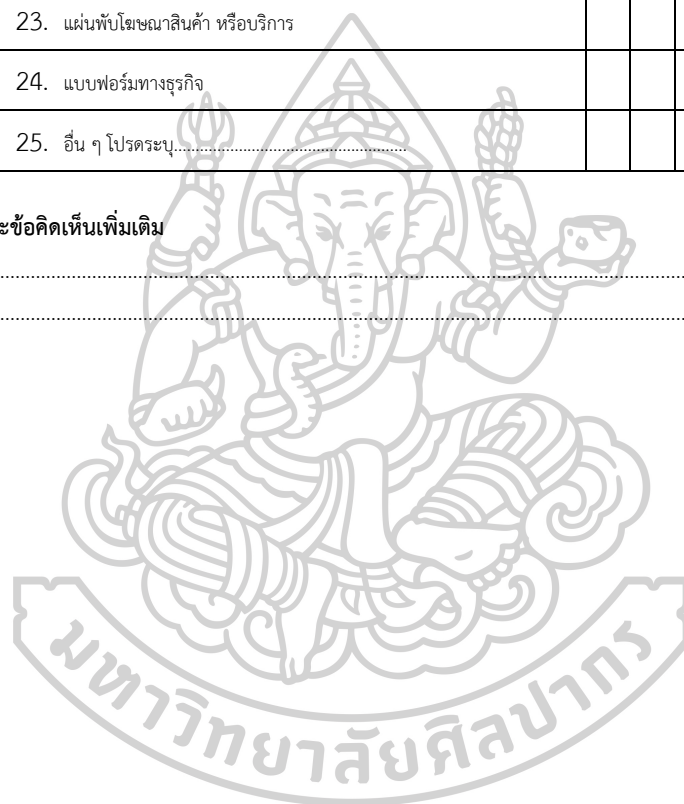 23. แผ่นพับโฆษณาสินค้า หรือบริการ
24. แบบฟอร์มทางธุรกิจ
25. อื่น ๆ โปรดระบุ...................................................................
ะข้อคิดเห็นเพิ่มเติม
มหาวิทยาลัยศิลปากร